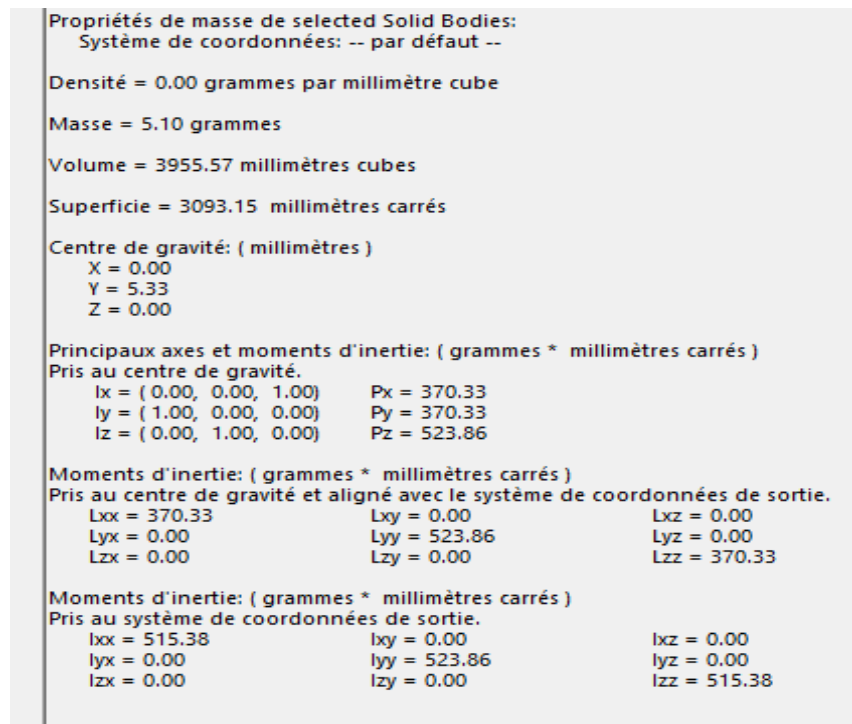 Propriétés de masse de selected Solid Bodies:
Système de coordonnées: -- par défaut --
Densité = 0.00 grammes par millimètre cube
Masse = 5.10 grammes
Volume = 3955.57 millimètres cubes
Superficie = 3093.15 millimètres carrés
Centre de gravité: ( millimètres )
X = 0.00
Y = 5.33
Z = 0.00
Principaux axes et moments d'inertie: ( grammes * millimètres carrés )
Pris au centre de gravité.
Ix = ( 0.00, 0.00, 1.00) Px = 370.33
Iy = ( 1.00, 0.00, 0.00) Py = 370.33
Iz = ( 0.00, 1.00, 0.00) Pz = 523.86
Moments d'inertie: ( grammes * millimètres carrés )
Pris au centre de gravité et aligné avec le système de coordonnées de sortie.
Lxx = 370.33 Lxy = 0.00 Lxz = 0.00
Lyx = 0.00 Lyy = 523.86 Lyz = 0.00
Lzx = 0.00 Lzy = 0.00 Lzz = 370.33
Moments d'inertie: ( grammes * millimètres carrés )
Pris au système de coordonnées de sortie.
Ixx = 515.38 Ixy = 0.00 Ixz = 0.00
Iyx = 0.00 Iyy = 523.86 Iyz = 0.00
Izx = 0.00 Izy = 0.00 Izz = 515.38